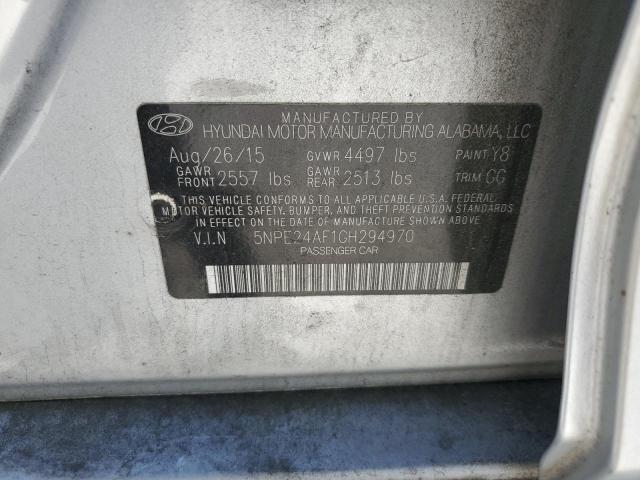 MANUFACTURED BY
HYUNDAI MOTOR MANUFACTURING ALABAMA, LLC
Aug/26/15 GVWR 4497 lbs PAINT Y8
GAWR FRONT 2557 lbs GAWR REAR 2513 lbs TRIM GG
THIS VEHICLE CONFORMS TO ALL APPLICABLE U.S.A. FEDERAL
MOTOR VEHICLE SAFETY, BUMPER, AND THEFT PREVENTION STANDARDS
IN EFFECT ON THE DATE OF MANUFACTURE SHOWN ABOVE
V.I.N 5NPE24AF1GH294970
PASSENGER CAR